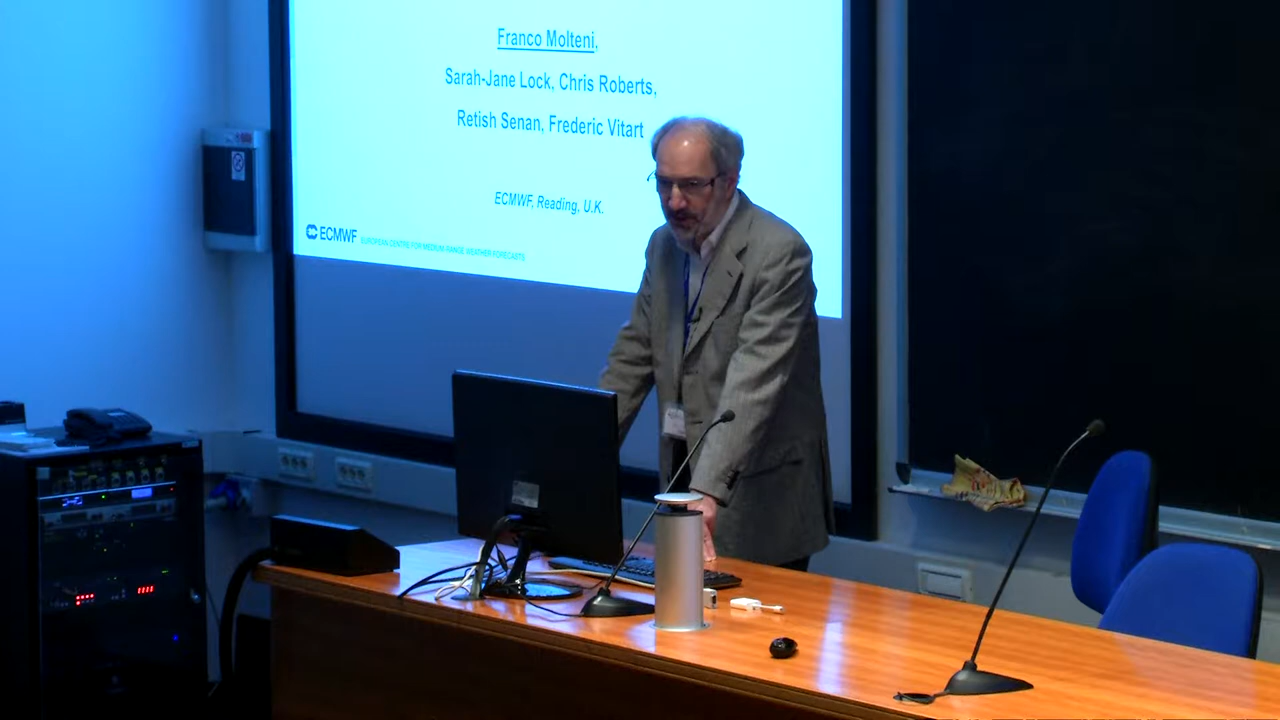 Franco Molteni,
Sarah-Jane Lock, Chris Roberts,
Retish Senan, Frederic Vitart
ECMWF, Reading, U.K.
ECMWF EUROPEAN CENTRE FOR MEDIUM-RANGE WEATHER FORECASTS